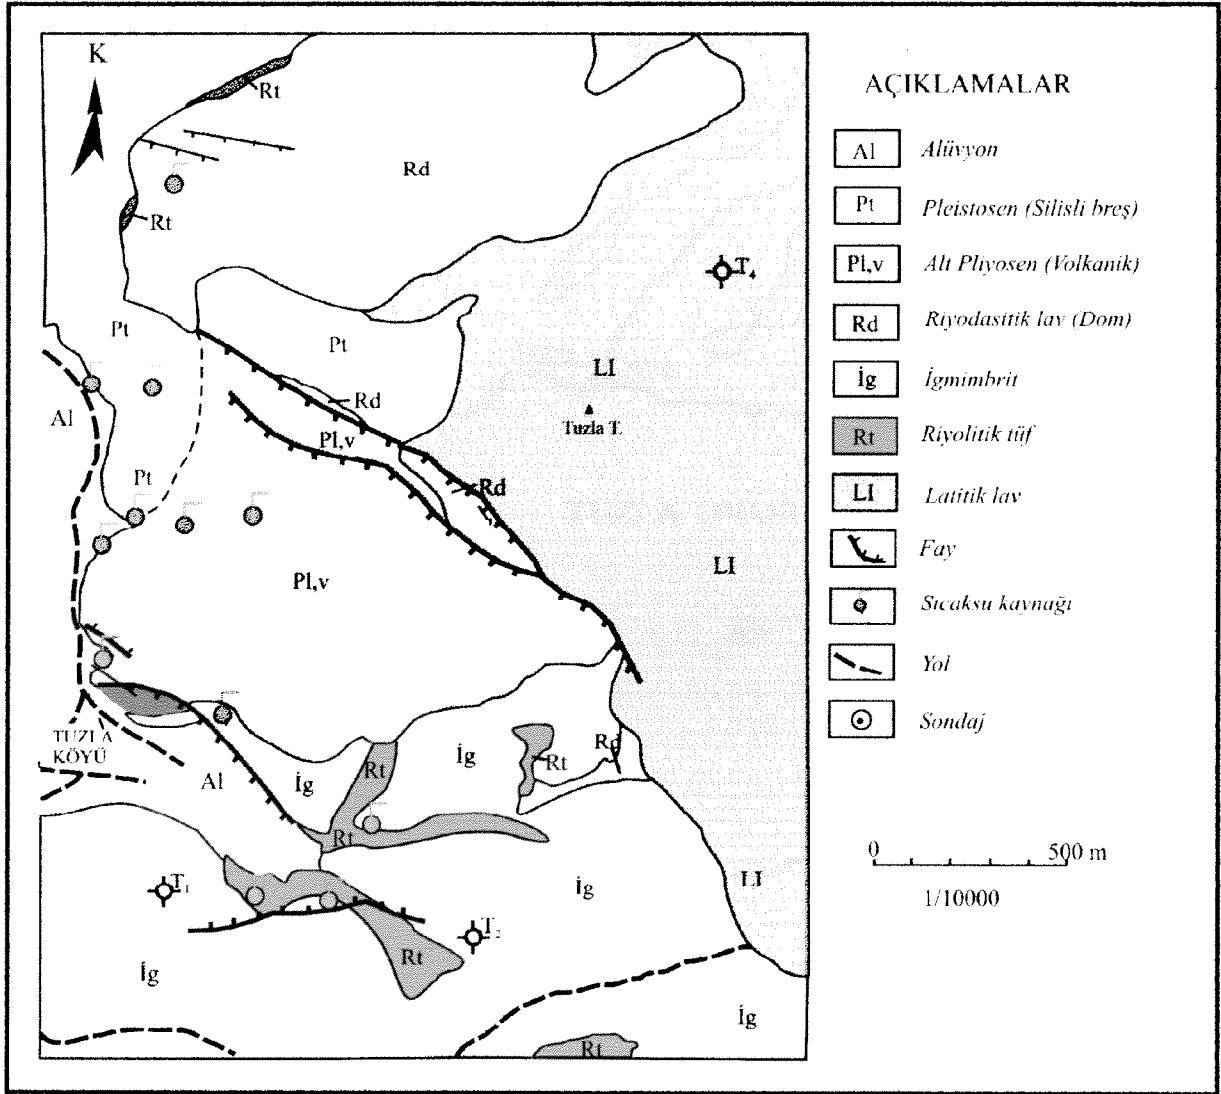 K
Rt
Rd
Rt
T4
Pt
Pt
LI
Rd
Tuzla T.
Al
Pl,v
Pt
Rd
Pl,v
LI
TUZLA
KÖYÜ
Rd
İg
Rt
Rt
Al
İg
Rt
T1
İg
LI
T2
Rt
İg
İg
Rt
AÇIKLAMALAR
Al Alüvyon
Pt Pleistosen (Silisli breş)
Pl,v Alt Pliyosen (Volkanik)
Rd Riyodasitik lav (Dom)
İg İgmimbrit
Rt Riyolitik tüf
LI Latitik lav
Fay
Sıcaksu kaynağı
Yol
Sondaj
0 500 m
1/10000